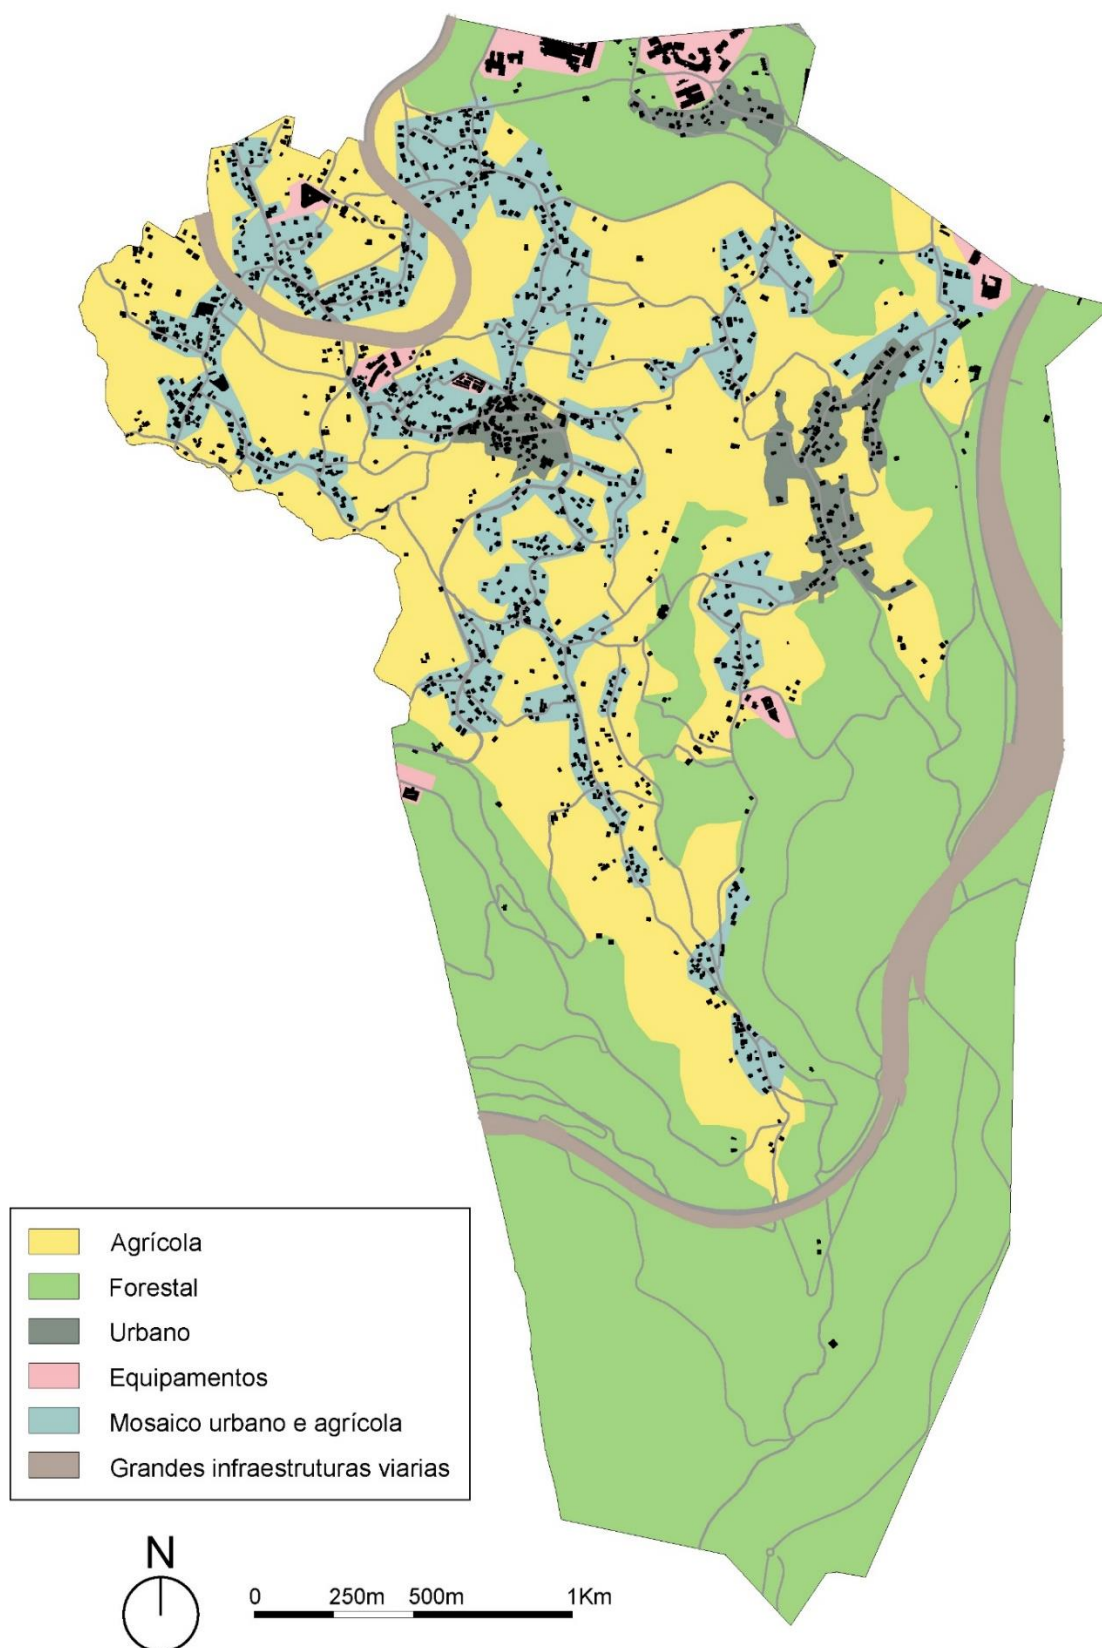 Agrícola
Forestal
Urbano
Equipamentos
Mosaico urbano e agrícola
Grandes infraestruturas viarias
N
0 250m 500m 1Km